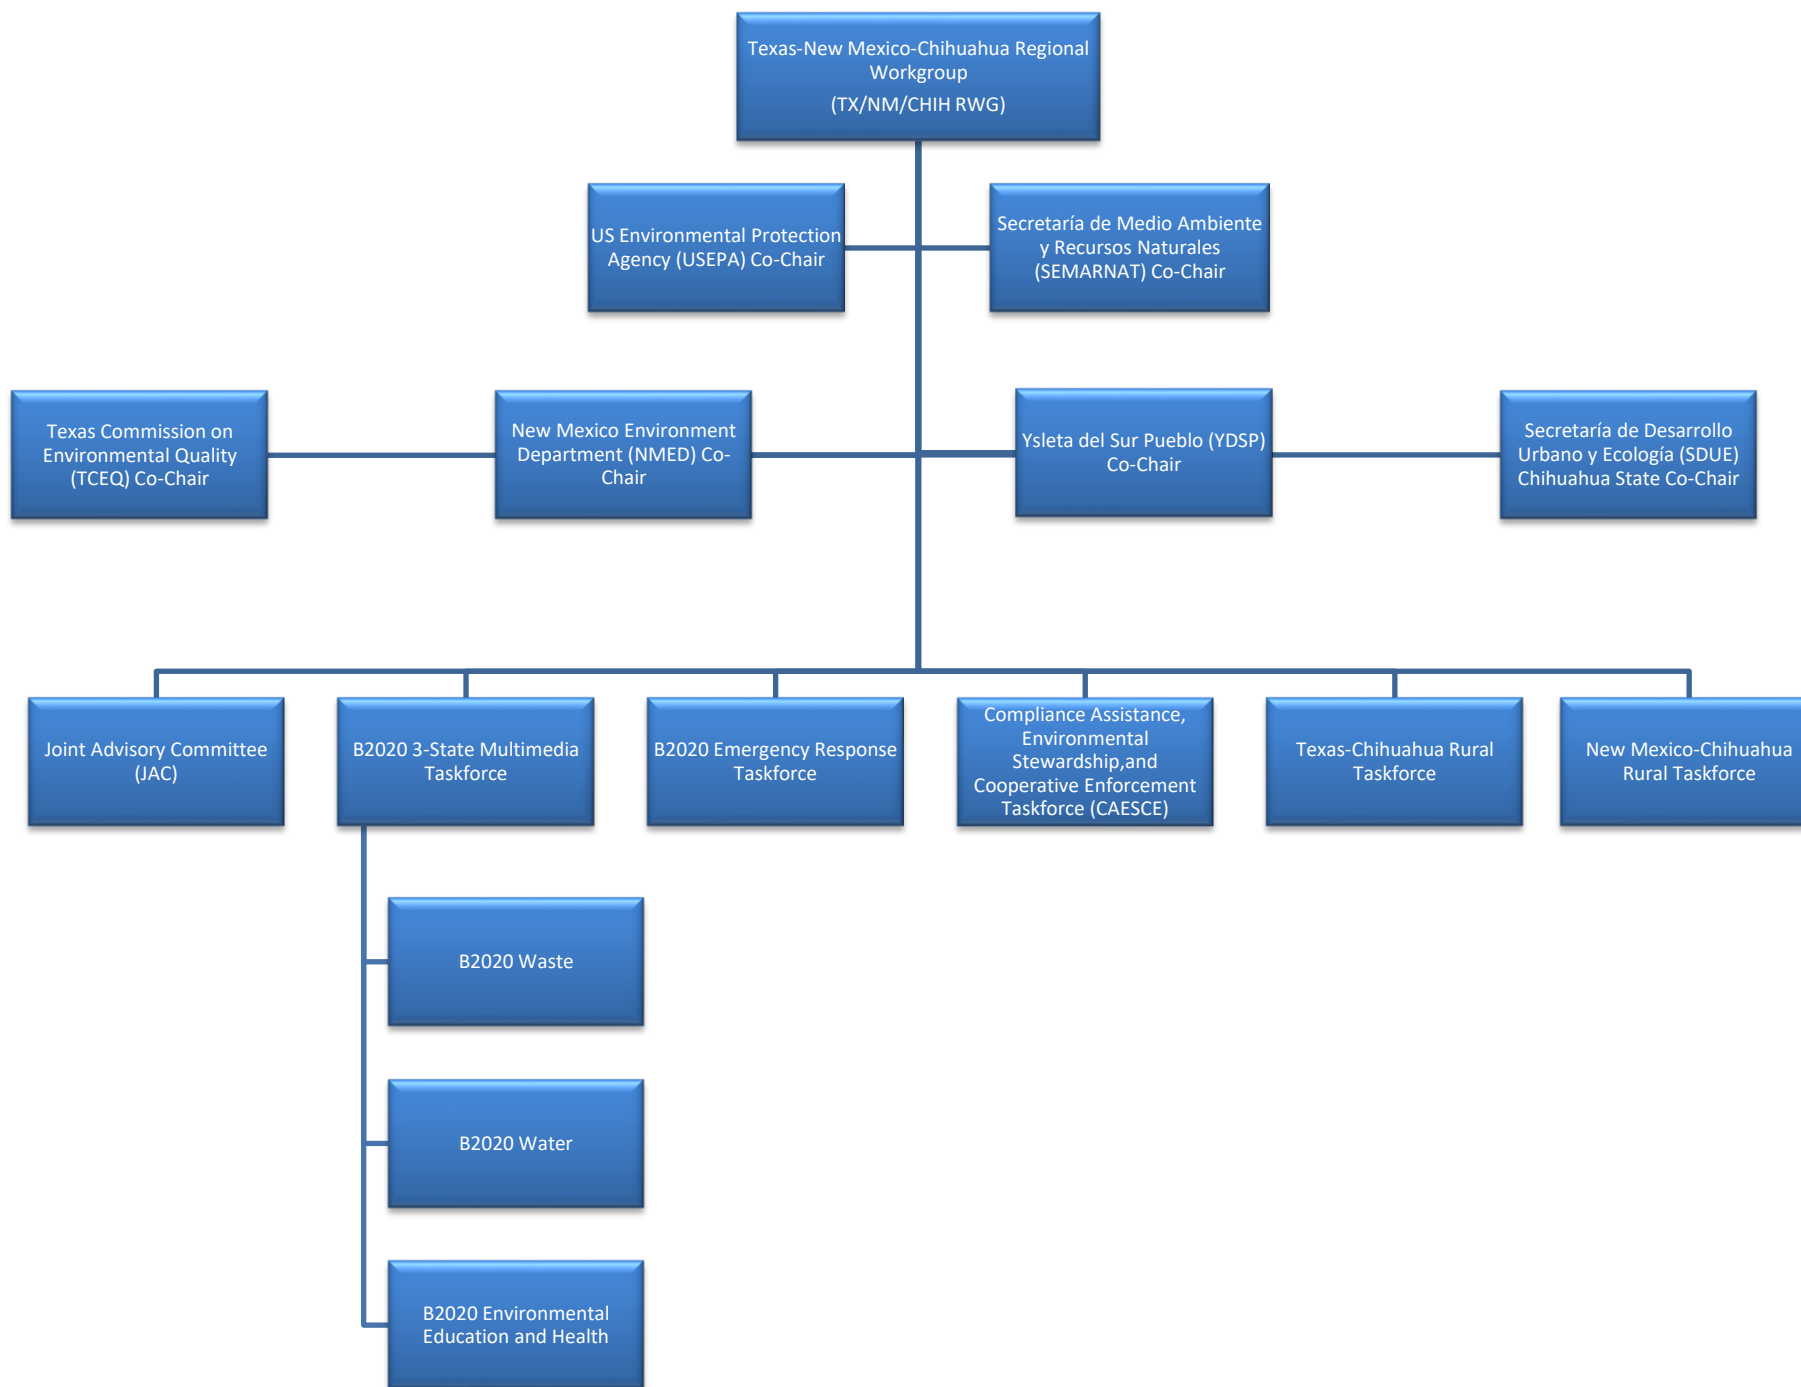 Texas-New Mexico-Chihuahua Regional
Workgroup
(TX/NM/CHIH RWG)
US Environmental Protection
Agency (USEPA) Co-Chair
Secretaría de Medio Ambiente
y Recursos Naturales
(SEMARNAT) Co-Chair
Texas Commission on
Environmental Quality
(TCEQ) Co-Chair
New Mexico Environment
Department (NMED) Co-
Chair
Ysleta del Sur Pueblo (YDSP)
Co-Chair
Secretaría de Desarrollo
Urbano y Ecología (SDUE)
Chihuahua State Co-Chair
Joint Advisory Committee
(JAC)
B2020 3-State Multimedia
Taskforce
B2020 Emergency Response
Taskforce
Compliance Assistance,
Environmental
Stewardship,and
Cooperative Enforcement
Taskforce (CAESCE)
Texas-Chihuahua Rural
Taskforce
New Mexico-Chihuahua
Rural Taskforce
B2020 Waste
B2020 Water
B2020 Environmental
Education and Health